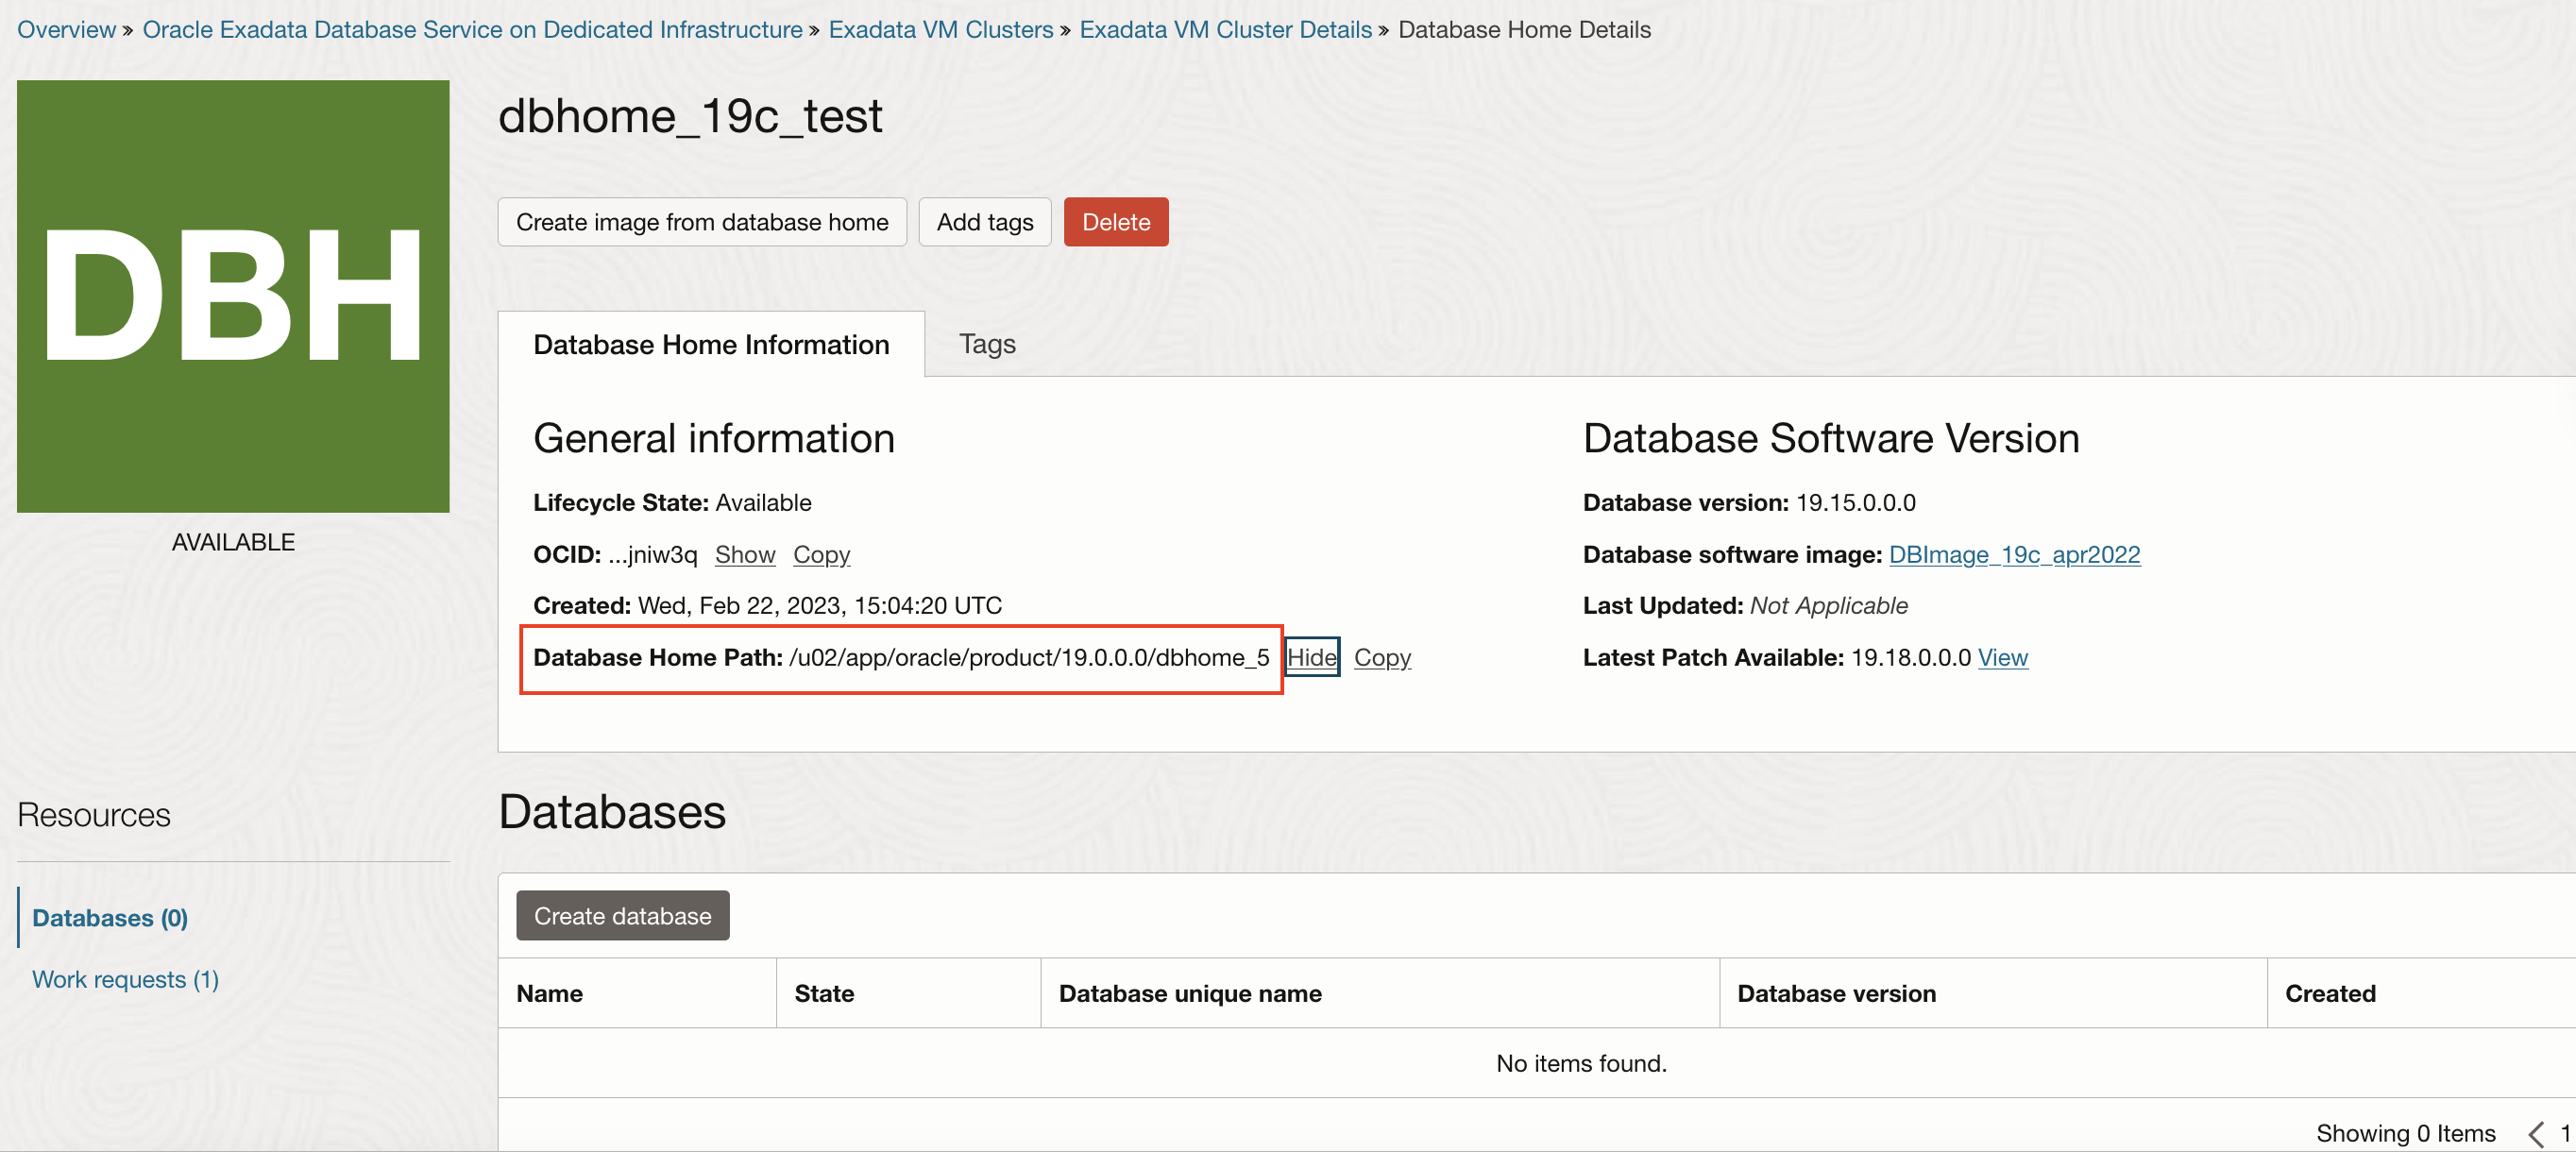 Overview » Oracle Exadata Database Service on Dedicated Infrastructure » Exadata VM Clusters » Exadata VM Cluster Details » Database Home Details
DBH
AVAILABLE
dbhome_19c_test
Create image from database home Add tags Delete
Database Home Information Tags
General information
Lifecycle State: Available
OCID: ...jniw3q Show Copy
Created: Wed, Feb 22, 2023, 15:04:20 UTC
Database Home Path: /u02/app/oracle/product/19.0.0.0/dbhome_5 Hide Copy
Database Software Version
Database version: 19.15.0.0.0
Database software image: DBImage_19c_apr2022
Last Updated: Not Applicable
Latest Patch Available: 19.18.0.0.0 View
Resources
Databases (0)
Work requests (1)
Databases
Create database
Name State Database unique name Database version Created
No items found.
Showing 0 Items < 1